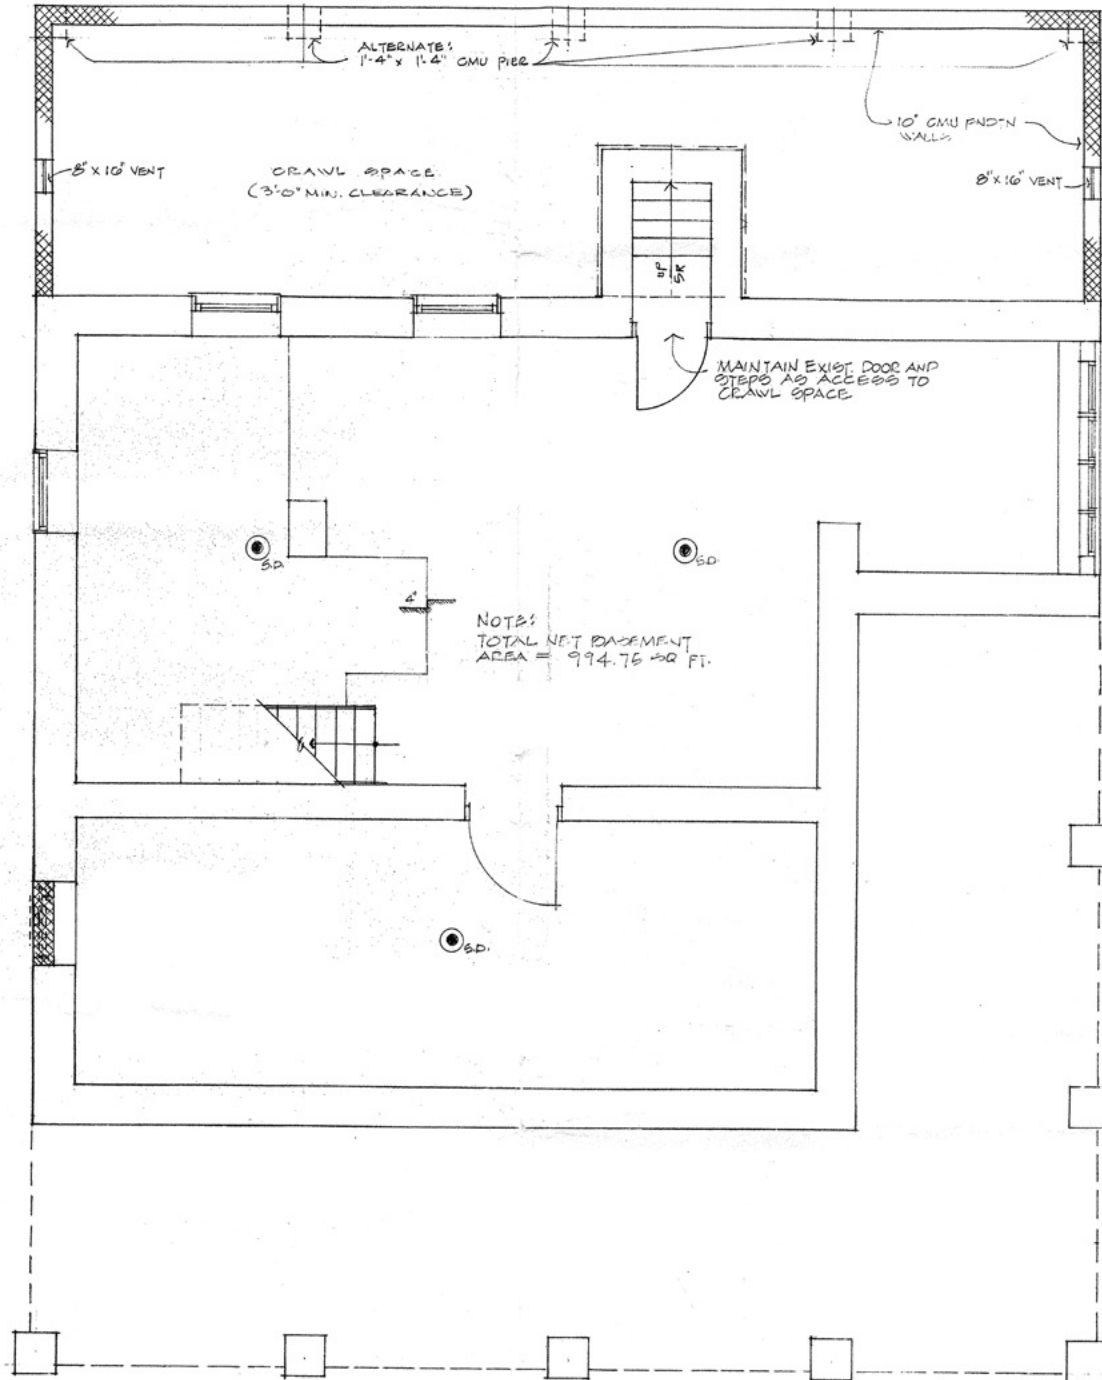 ALTERNATE:
1'-4" x 1'-4" CMU PIER
10" CMU FND'N
WALLS
8" x 16" VENT
CRAWL SPACE
(3'0" MIN. CLEARANCE)
8" x 16" VENT
UP
5R
MAINTAIN EXIST. DOOR AND
STEPS AS ACCESS TO
CRAWL SPACE
S.D.
S.D.
4"
NOTE:
TOTAL NET BASEMENT
AREA = 994.75 SQ FT.
S.D.